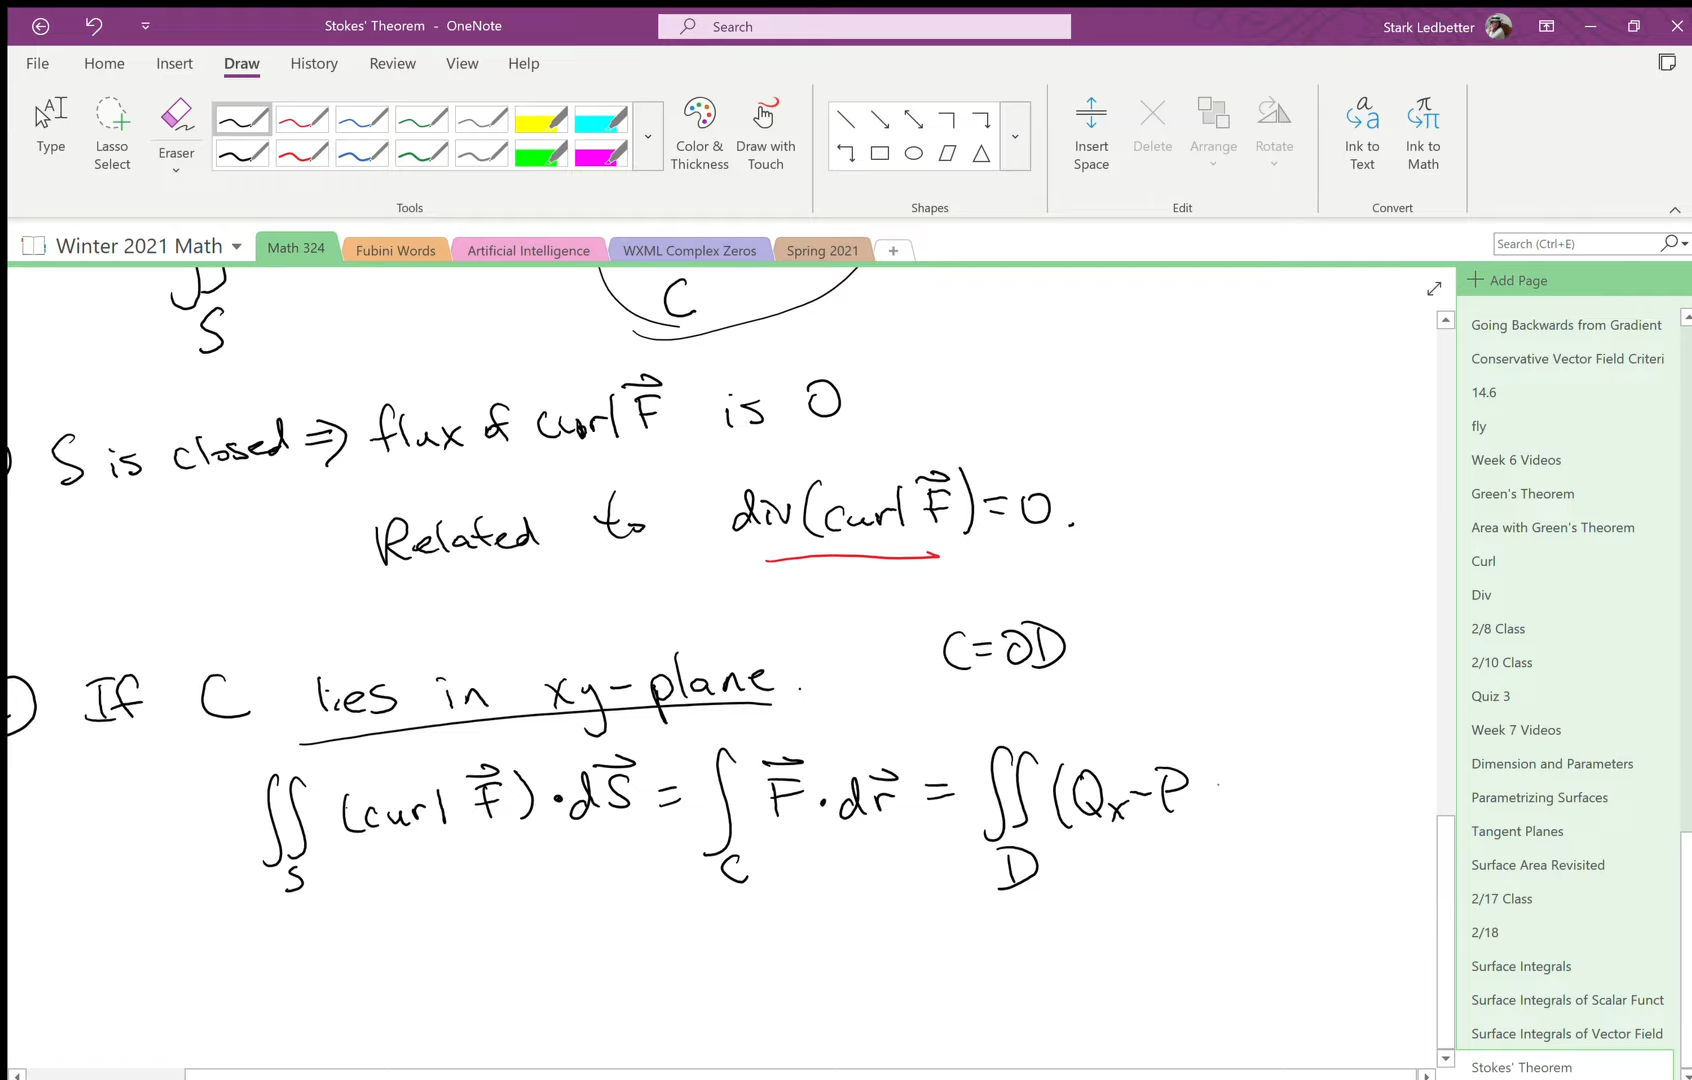 Stokes' Theorem - OneNote
Search
Stark Ledbetter
File Home Insert Draw History Review View Help
Type
Lasso Select
Eraser
Color & Thickness
Draw with Touch
Insert Space
Delete
Arrange
Rotate
Ink to Text
Ink to Math
Tools
Shapes
Edit
Convert
Winter 2021 Math
Math 324
Fubini Words
Artificial Intelligence
WXML Complex Zeros
Spring 2021
Search (Ctrl+E)
S
C
S is closed ⇒ flux of curl F⃗ is 0
Related to div(curl F⃗) = 0.
C = ∂D
If C lies in xy-plane.
∬_S (curl F⃗) · dS⃗ = ∫_C F⃗ · dr⃗ = ∬_D (Q_x - P
Add Page
Going Backwards from Gradient
Conservative Vector Field Criteri
14.6
fly
Week 6 Videos
Green's Theorem
Area with Green's Theorem
Curl
Div
2/8 Class
2/10 Class
Quiz 3
Week 7 Videos
Dimension and Parameters
Parametrizing Surfaces
Tangent Planes
Surface Area Revisited
2/17 Class
2/18
Surface Integrals
Surface Integrals of Scalar Funct
Surface Integrals of Vector Field
Stokes' Theorem